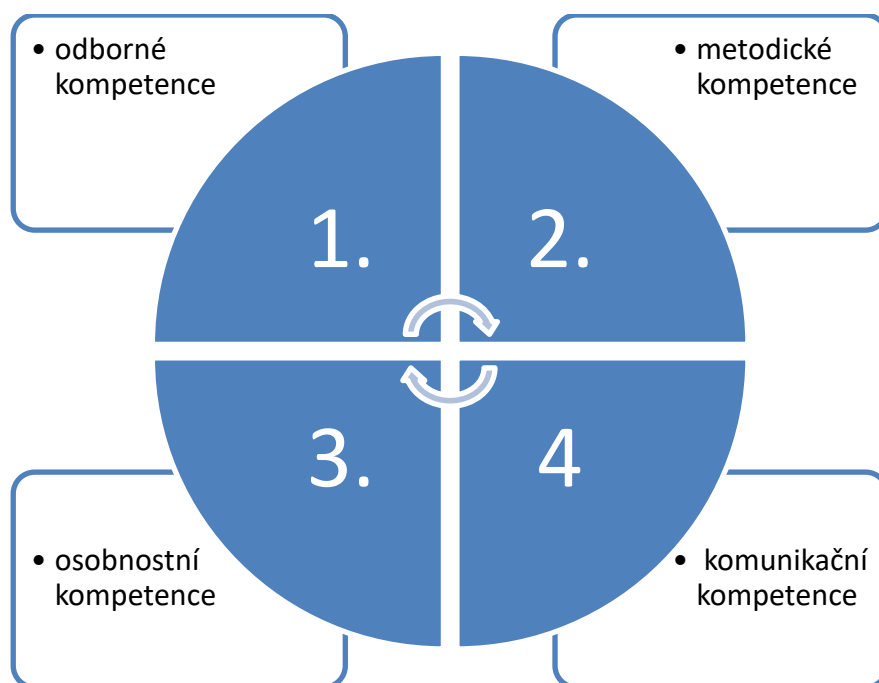 • odborné
kompetence
• metodické
kompetence
1.
2.
3.
4
• osobnostní
kompetence
• komunikační
kompetence